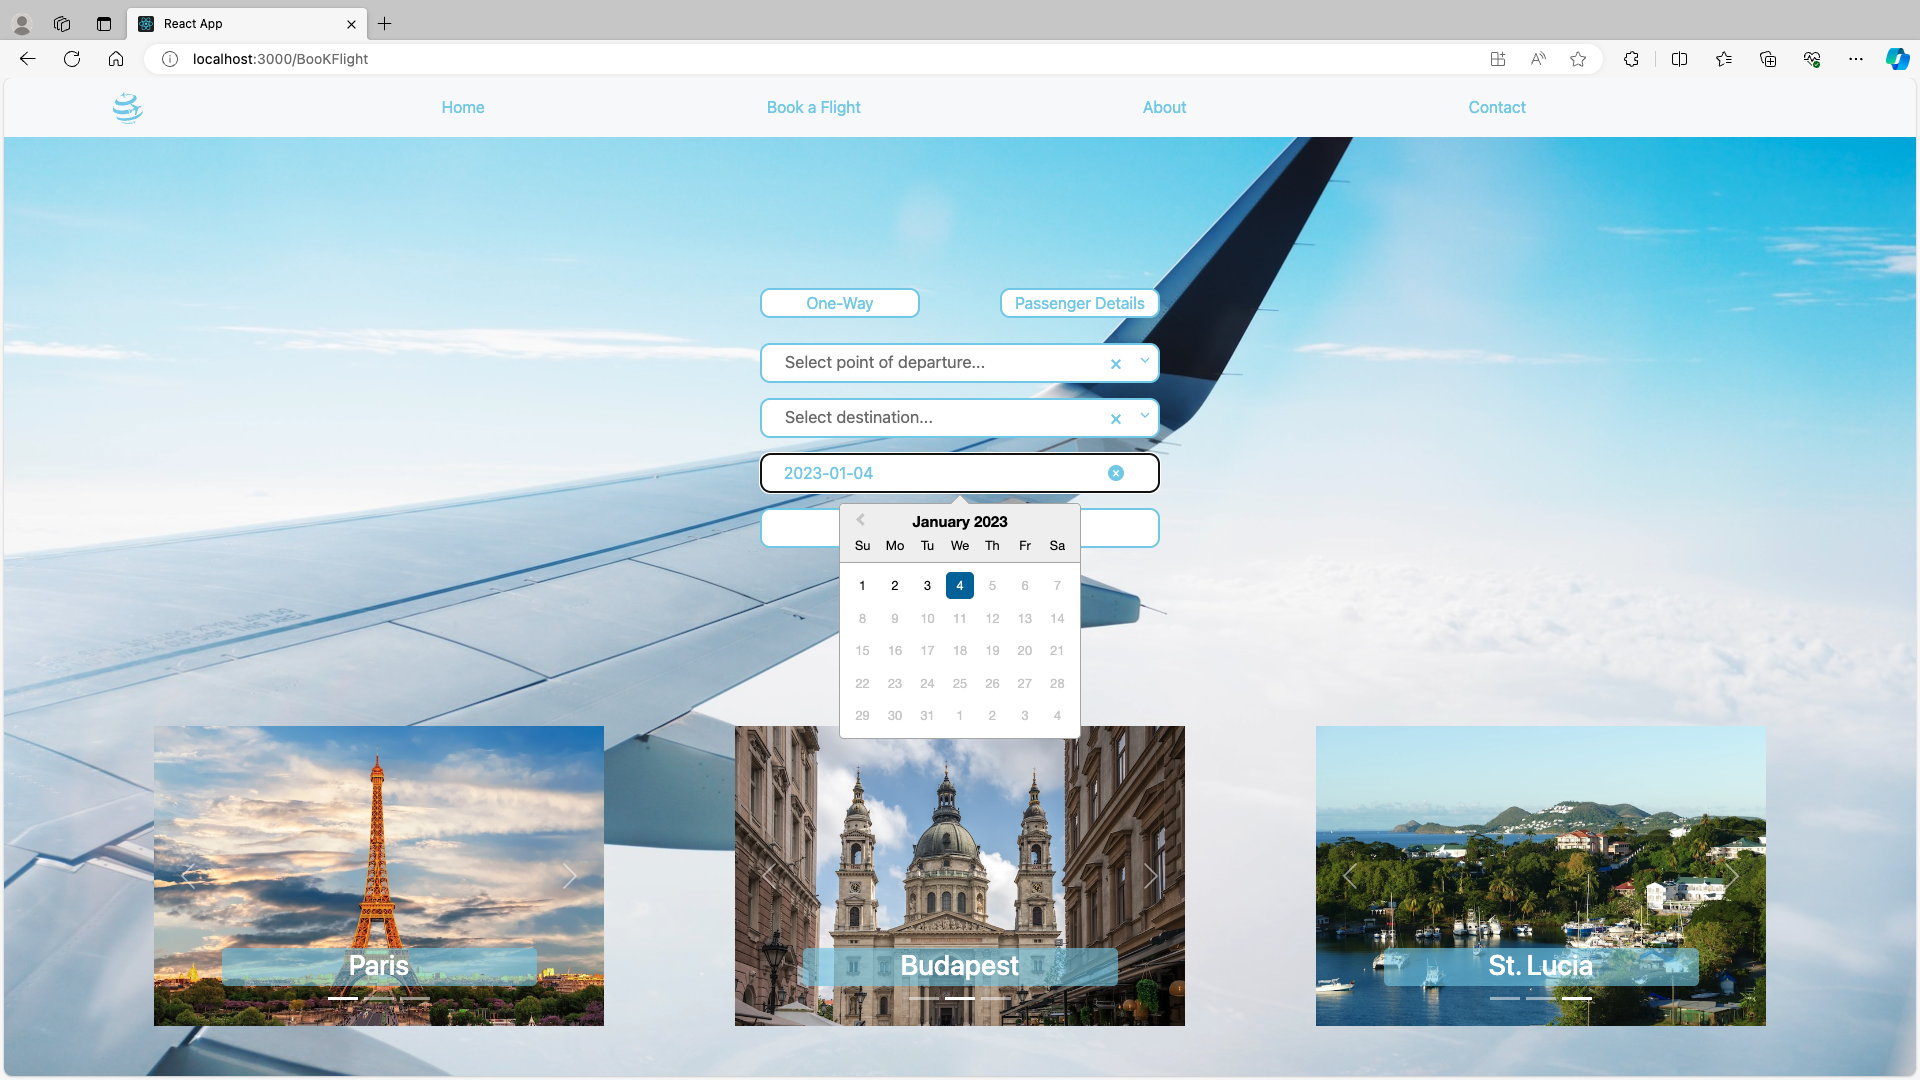 React App
localhost:3000/BooKFlight
Home
Book a Flight
About
Contact
One-Way
Passenger Details
Select point of departure...
Select destination...
2023-01-04
January 2023
Su Mo Tu We Th Fr Sa
1 2 3 4 5 6 7
8 9 10 11 12 13 14
15 16 17 18 19 20 21
22 23 24 25 26 27 28
29 30 31 1 2 3 4
Paris
Budapest
St. Lucia